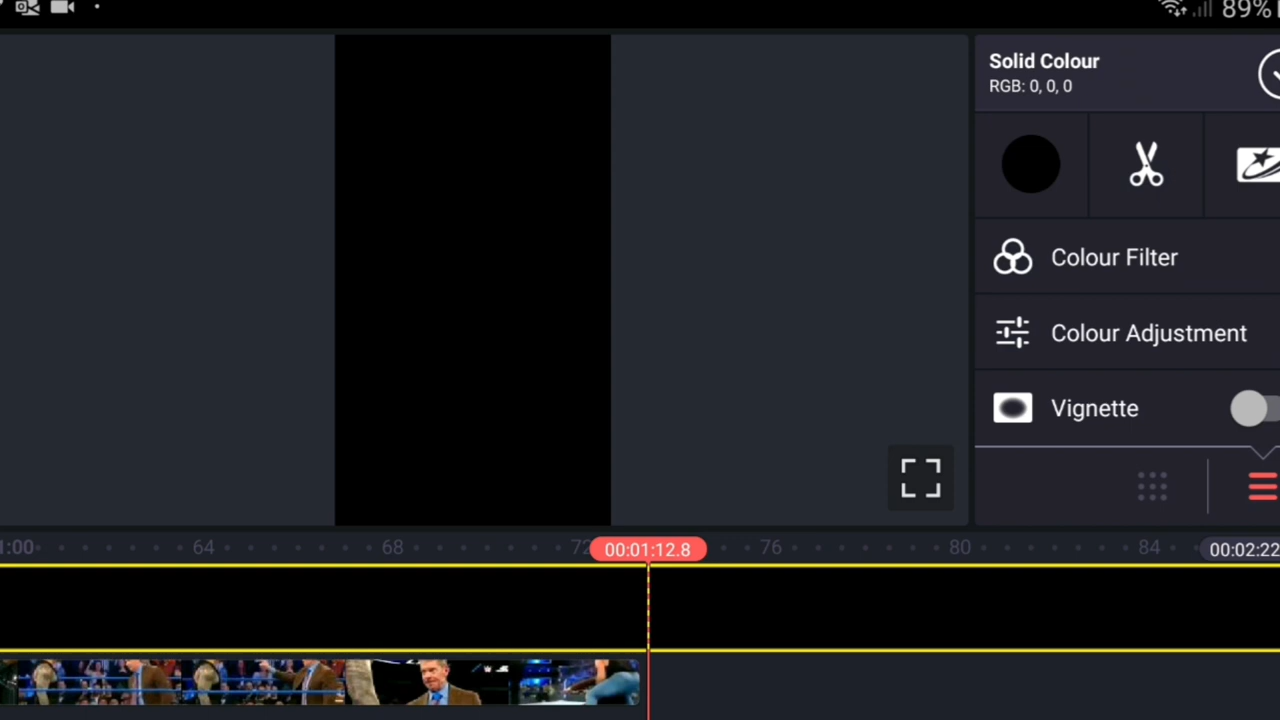 89%
Solid Colour
RGB: 0, 0, 0
Colour Filter
Colour Adjustment
Vignette
1:00 64 68 72 00:01:12.8 76 80 84 00:02:22